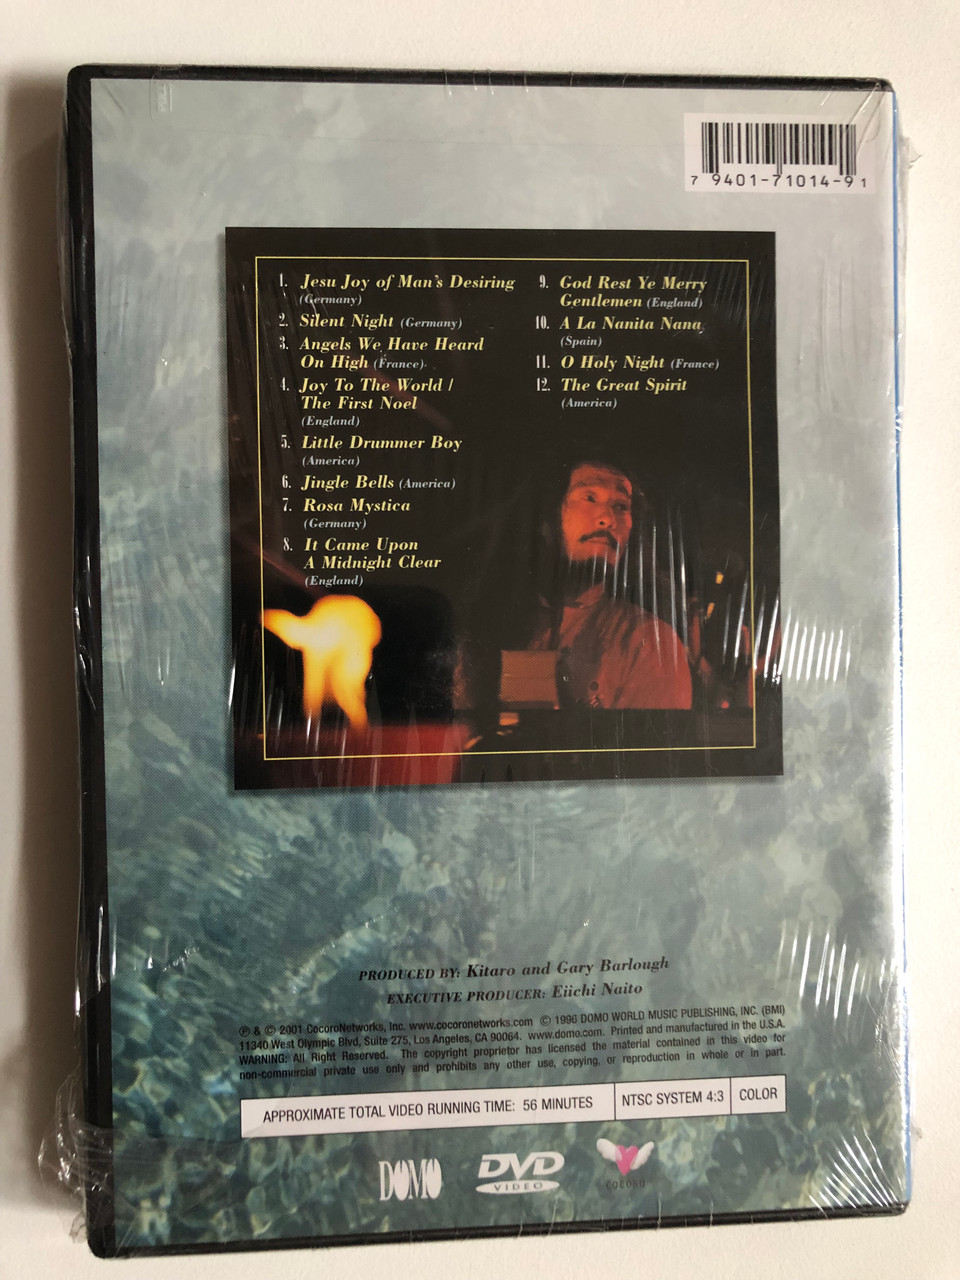 7 9401-71014-9 1
1. Jesu Joy of Man's Desiring
(Germany)
2. Silent Night (Germany)
3. Angels We Have Heard
On High (France)
4. Joy To The World /
The First Noel
(England)
5. Little Drummer Boy
(America)
6. Jingle Bells (America)
7. Rosa Mystica
(Germany)
8. It Came Upon
A Midnight Clear
(England)
9. God Rest Ye Merry
Gentlemen (England)
10. A La Nanita Nana
(Spain)
11. O Holy Night (France)
12. The Great Spirit
(America)
PRODUCED BY: Kitaro and Gary Barlough
EXECUTIVE PRODUCER: Eiichi Naito
℗ & © 2001 CocoroNetworks, Inc. www.cocoronetworks.com © 1996 DOMO WORLD MUSIC PUBLISHING, INC. (BMI)
11340 West Olympic Blvd, Suite 275, Los Angeles, CA 90064. www.domo.com. Printed and manufactured in the U.S.A.
WARNING: All Right Reserved. The copyright proprietor has licensed the material contained in this video for
non-commercial private use only and prohibits any other use, copying, or reproduction in whole or in part.
APPROXIMATE TOTAL VIDEO RUNNING TIME: 56 MINUTES
NTSC SYSTEM 4:3
COLOR
DOMO
DVD
VIDEO
COCORO